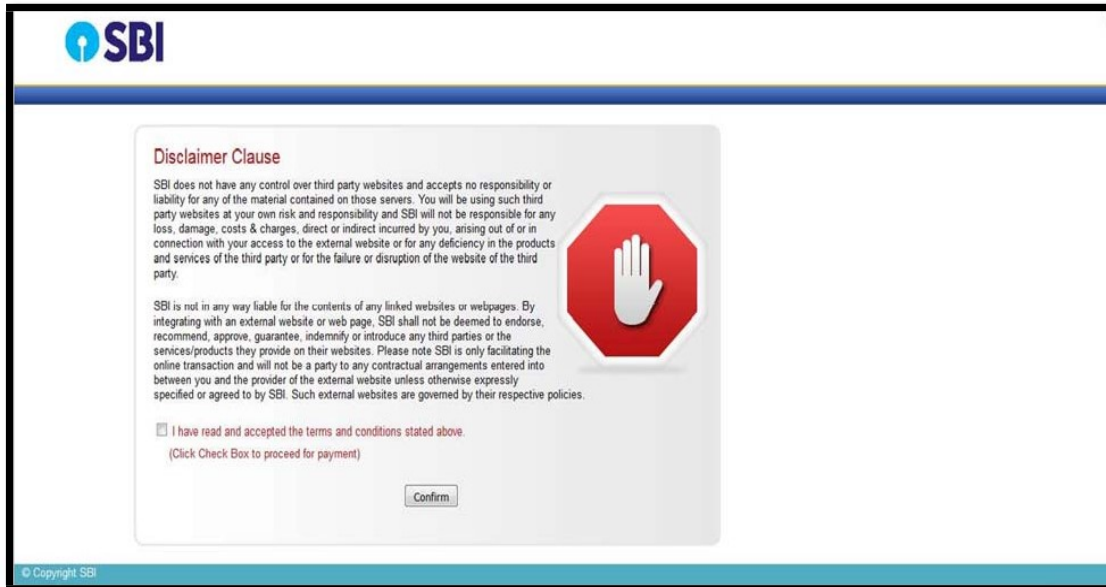 SBI
Disclaimer Clause
SBI does not have any control over third party websites and accepts no responsibility or
liability for any of the material contained on those servers. You will be using such third
party websites at your own risk and responsibility and SBI will not be responsible for any
loss, damage, costs & charges, direct or indirect incurred by you, arising out of or in
connection with your access to the external website or for any deficiency in the products
and services of the third party or for the failure or disruption of the website of the third
party.
SBI is not in any way liable for the contents of any linked websites or webpages. By
integrating with an external website or web page, SBI shall not be deemed to endorse,
recommend, approve, guarantee, indemnify or introduce any third parties or the
services/products they provide on their websites. Please note SBI is only facilitating the
online transaction and will not be a party to any contractual arrangements entered into
between you and the provider of the external website unless otherwise expressly
specified or agreed to by SBI. Such external websites are governed by their respective policies.
I have read and accepted the terms and conditions stated above.
(Click Check Box to proceed for payment)
Confirm
© Copyright SBI